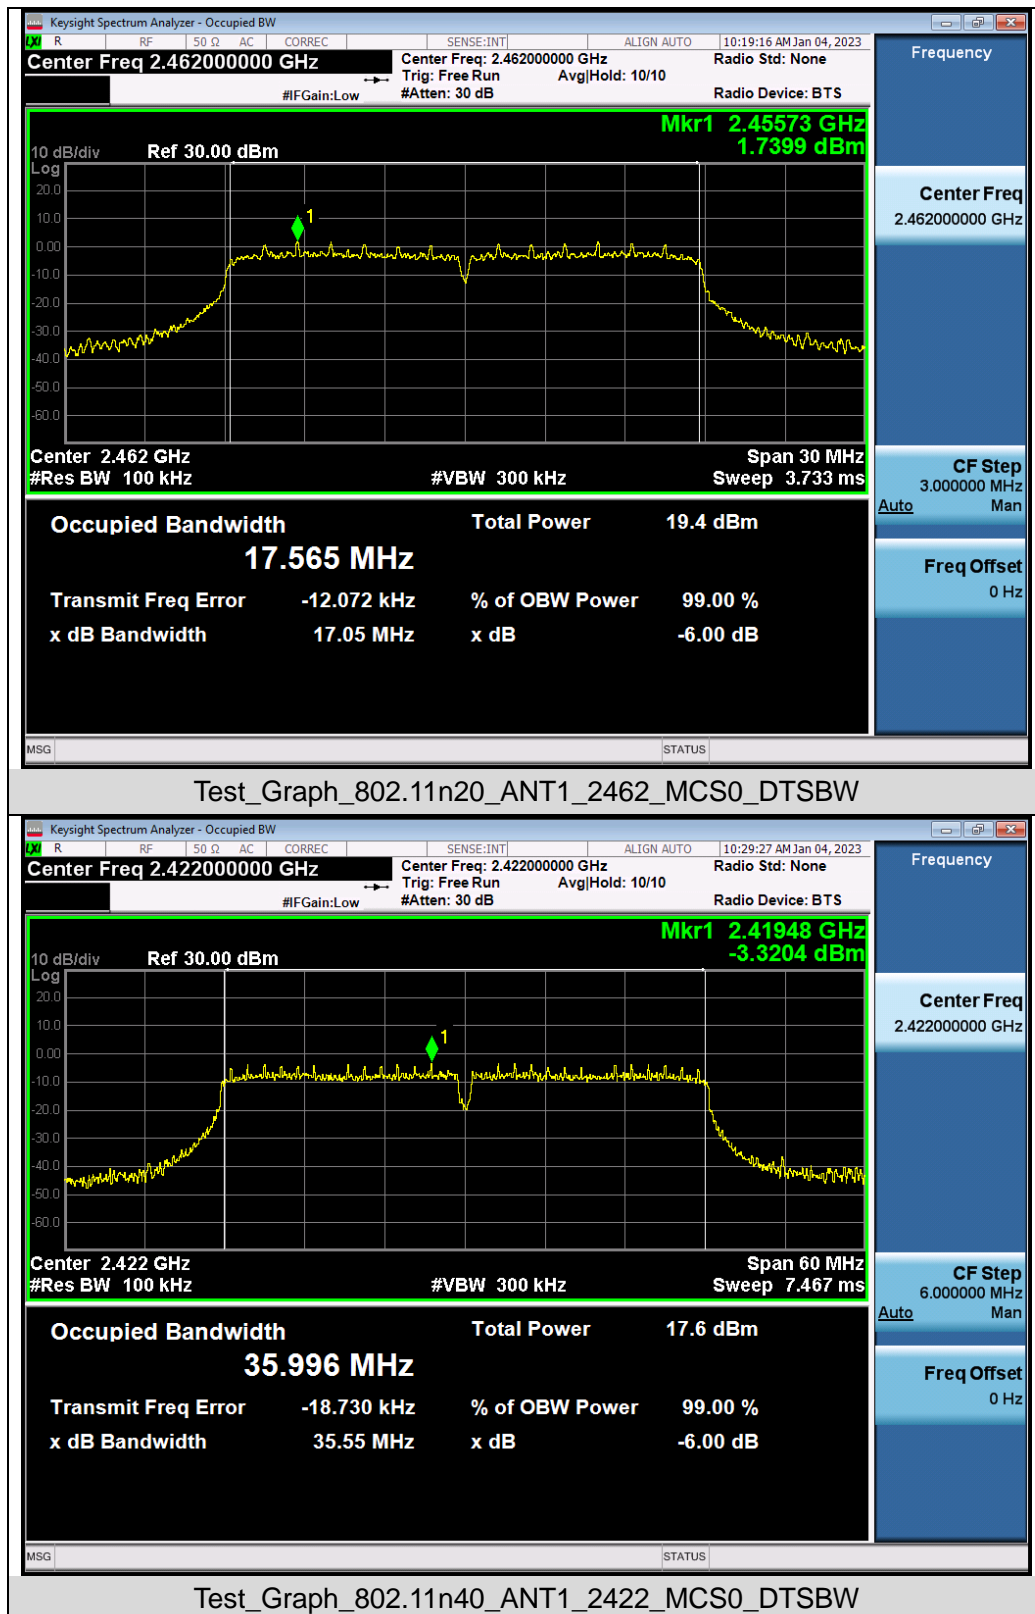 Keysight Spectrum Analyzer - Occupied BW
LXI R RF 50 Ω AC CORREC SENSE:INT ALIGN AUTO 10:19:16 AM Jan 04, 2023
Center Freq 2.462000000 GHz
Center Freq: 2.462000000 GHz
Radio Std: None
Trig: Free Run Avg|Hold: 10/10
#IFGain:Low
#Atten: 30 dB
Radio Device: BTS
Frequency
Mkr1 2.45573 GHz
1.7399 dBm
10 dB/div Ref 30.00 dBm
Log
20.0
10.0
0.00
-10.0
-20.0
-30.0
-40.0
-50.0
-60.0
1
Center 2.462 GHz Span 30 MHz
#Res BW 100 kHz #VBW 300 kHz Sweep 3.733 ms
Center Freq
2.462000000 GHz
CF Step
3.000000 MHz
Auto Man
Freq Offset
0 Hz
Occupied Bandwidth Total Power 19.4 dBm
17.565 MHz
Transmit Freq Error -12.072 kHz % of OBW Power 99.00 %
x dB Bandwidth 17.05 MHz x dB -6.00 dB
MSG STATUS
Test_Graph_802.11n20_ANT1_2462_MCS0_DTSBW
Keysight Spectrum Analyzer - Occupied BW
LXI R RF 50 Ω AC CORREC SENSE:INT ALIGN AUTO 10:29:27 AM Jan 04, 2023
Center Freq 2.422000000 GHz
Center Freq: 2.422000000 GHz
Radio Std: None
Trig: Free Run Avg|Hold: 10/10
#IFGain:Low
#Atten: 30 dB
Radio Device: BTS
Frequency
Mkr1 2.41948 GHz
-3.3204 dBm
10 dB/div Ref 30.00 dBm
Log
20.0
10.0
0.00
-10.0
-20.0
-30.0
-40.0
-50.0
-60.0
1
Center 2.422 GHz Span 60 MHz
#Res BW 100 kHz #VBW 300 kHz Sweep 7.467 ms
Center Freq
2.422000000 GHz
CF Step
6.000000 MHz
Auto Man
Freq Offset
0 Hz
Occupied Bandwidth Total Power 17.6 dBm
35.996 MHz
Transmit Freq Error -18.730 kHz % of OBW Power 99.00 %
x dB Bandwidth 35.55 MHz x dB -6.00 dB
MSG STATUS
Test_Graph_802.11n40_ANT1_2422_MCS0_DTSBW